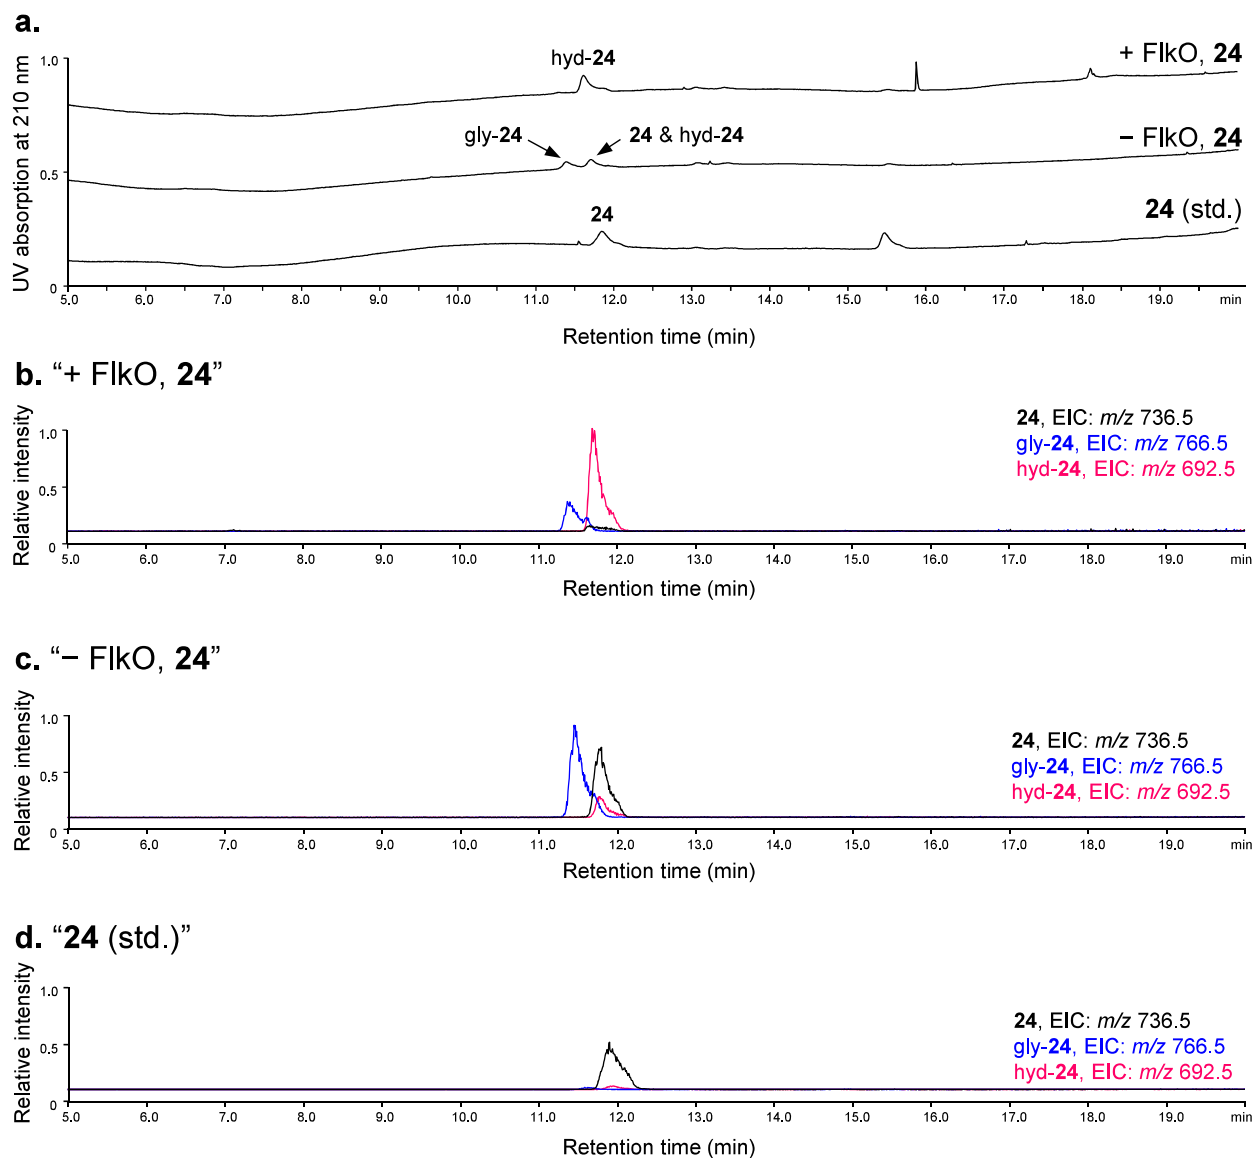 a.
UV absorption at 210 nm
1.0
0.5
0
hyd-24
+ FlkO, 24
gly-24
24 & hyd-24
− FlkO, 24
24
24 (std.)
5.0 6.0 7.0 8.0 9.0 10.0 11.0 12.0 13.0 14.0 15.0 16.0 17.0 18.0 19.0 min
Retention time (min)
b. “+ FlkO, 24”
Relative intensity
1.0
0.5
0
24, EIC: m/z 736.5
gly-24, EIC: m/z 766.5
hyd-24, EIC: m/z 692.5
5.0 6.0 7.0 8.0 9.0 10.0 11.0 12.0 13.0 14.0 15.0 16.0 17.0 18.0 19.0 min
Retention time (min)
c. “− FlkO, 24”
Relative intensity
1.0
0.5
0
24, EIC: m/z 736.5
gly-24, EIC: m/z 766.5
hyd-24, EIC: m/z 692.5
5.0 6.0 7.0 8.0 9.0 10.0 11.0 12.0 13.0 14.0 15.0 16.0 17.0 18.0 19.0 min
Retention time (min)
d. “24 (std.)”
Relative intensity
1.0
0.5
0
24, EIC: m/z 736.5
gly-24, EIC: m/z 766.5
hyd-24, EIC: m/z 692.5
5.0 6.0 7.0 8.0 9.0 10.0 11.0 12.0 13.0 14.0 15.0 16.0 17.0 18.0 19.0 min
Retention time (min)